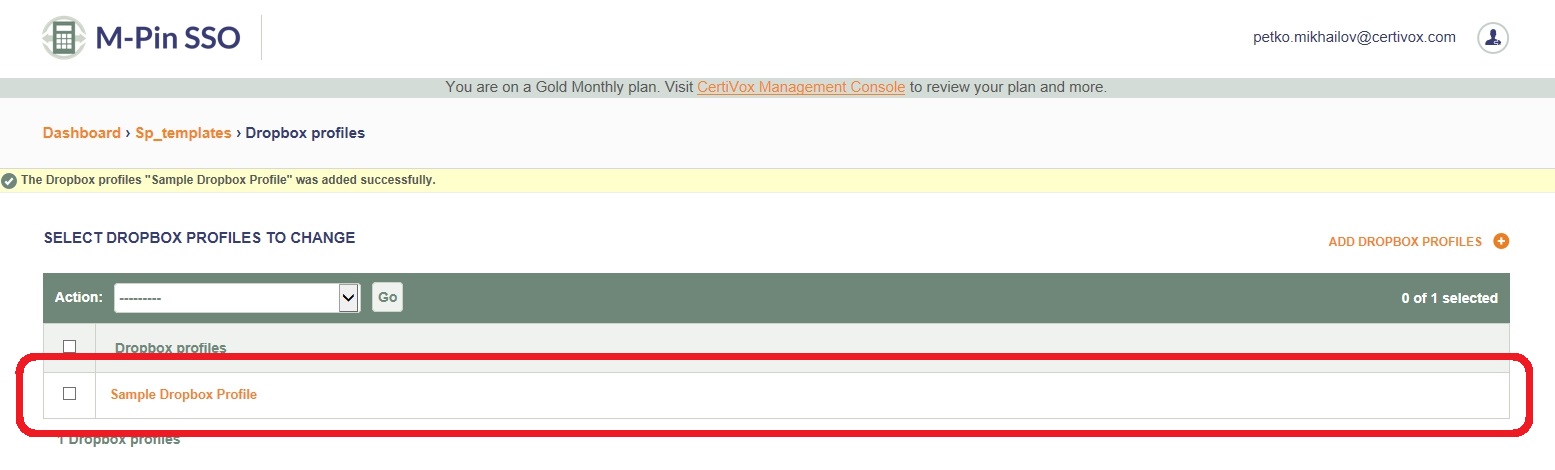 M-Pin SSO
petko.mikhailov@certivox.com
You are on a Gold Monthly plan. Visit CertiVox Management Console to review your plan and more.
Dashboard › Sp_templates › Dropbox profiles
The Dropbox profiles "Sample Dropbox Profile" was added successfully.
SELECT DROPBOX PROFILES TO CHANGE
ADD DROPBOX PROFILES
Action: --------- Go
0 of 1 selected
Dropbox profiles
Sample Dropbox Profile
1 Dropbox profiles